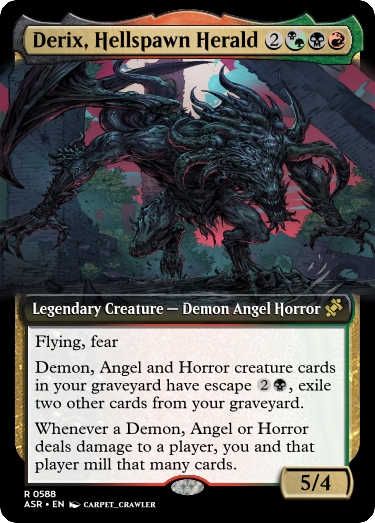 Derix, Hellspawn Herald 2
Legendary Creature — Demon Angel Horror
Flying, fear
Demon, Angel and Horror creature cards
in your graveyard have escape 2 , exile
two other cards from your graveyard.
Whenever a Demon, Angel or Horror
deals damage to a player, you and that
player mill that many cards.
5/4
R 0588
ASR • EN CARPET_CRAWLER